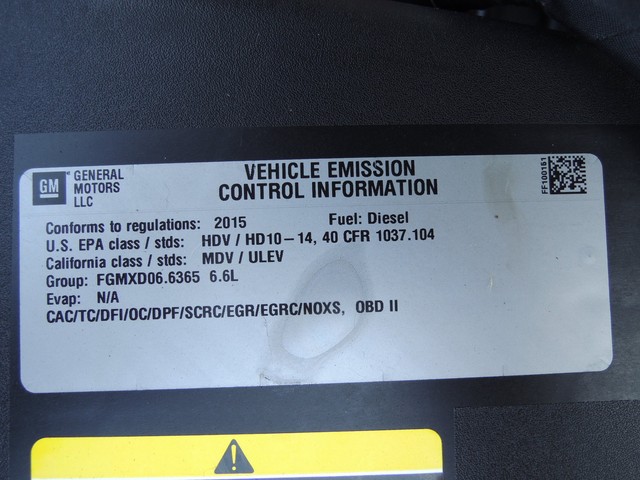 GM
GENERAL
MOTORS
LLC
VEHICLE EMISSION
CONTROL INFORMATION
FF100151
Conforms to regulations: 2015 Fuel: Diesel
U.S. EPA class / stds: HDV / HD10-14, 40 CFR 1037.104
California class / stds: MDV / ULEV
Group: FGMXD06.6365 6.6L
Evap: N/A
CAC/TC/DFI/OC/DPF/SCRC/EGR/EGRC/NOXS, OBD II